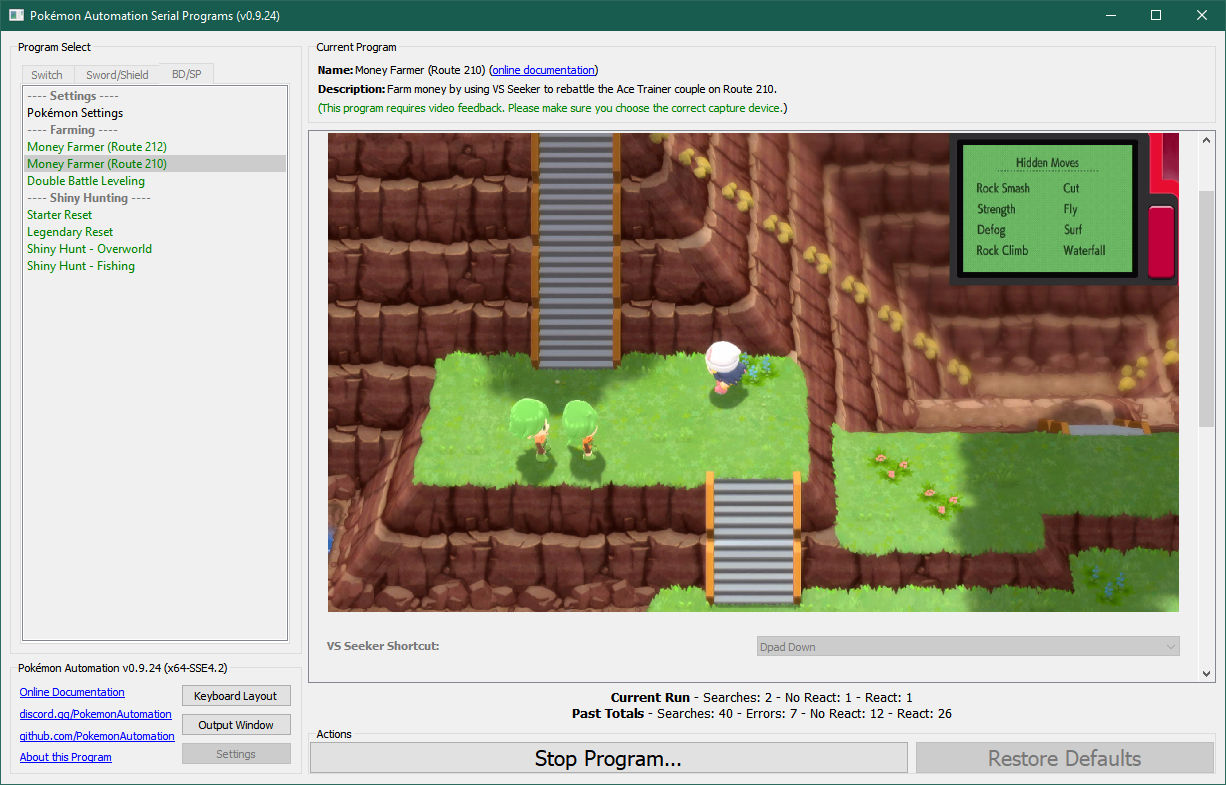 Pokémon Automation Serial Programs (v0.9.24)
Program Select
Switch Sword/Shield BD/SP
---- Settings ----
Pokémon Settings
---- Farming ----
Money Farmer (Route 212)
Money Farmer (Route 210)
Double Battle Leveling
---- Shiny Hunting ----
Starter Reset
Legendary Reset
Shiny Hunt - Overworld
Shiny Hunt - Fishing
Pokémon Automation v0.9.24 (x64-SSE4.2)
Online Documentation
discord.gg/PokemonAutomation
github.com/PokemonAutomation
About this Program
Keyboard Layout
Output Window
Settings
Current Program
Name: Money Farmer (Route 210) (online documentation)
Description: Farm money by using VS Seeker to rebattle the Ace Trainer couple on Route 210.
(This program requires video feedback. Please make sure you choose the correct capture device.)
Hidden Moves
Rock Smash Cut
Strength Fly
Defog Surf
Rock Climb Waterfall
VS Seeker Shortcut: Dpad Down
Current Run - Searches: 2 - No React: 1 - React: 1
Past Totals - Searches: 40 - Errors: 7 - No React: 12 - React: 26
Actions
Stop Program... Restore Defaults